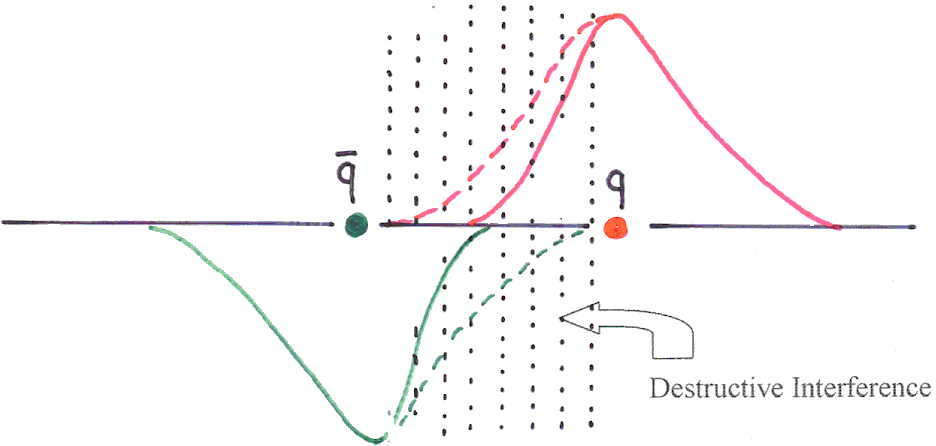 q̄
q
Destructive Interference